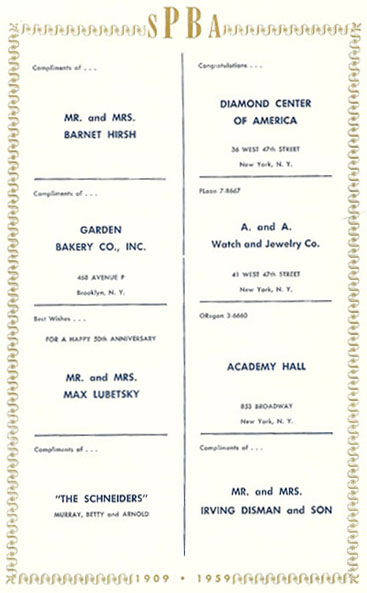 SPBA
Compliments of . . .
MR. and MRS.
BARNET HIRSH
Compliments of . . .
GARDEN
BAKERY CO., INC.
468 AVENUE P
Brooklyn, N. Y.
Best Wishes . . .
FOR A HAPPY 50th ANNIVERSARY
MR. and MRS.
MAX LUBETSKY
Compliments of . . .
"THE SCHNEIDERS"
MURRAY, BETTY and ARNOLD
Congratulations . . .
DIAMOND CENTER
OF AMERICA
36 WEST 47th STREET
New York, N. Y.
PLaza 7-8667
A. and A.
Watch and Jewelry Co.
41 WEST 47th STREET
New York, N. Y.
ORegon 3-6660
ACADEMY HALL
853 BROADWAY
New York, N. Y.
Compliments of . . .
MR. and MRS.
IRVING DISMAN and SON
1909 • 1959